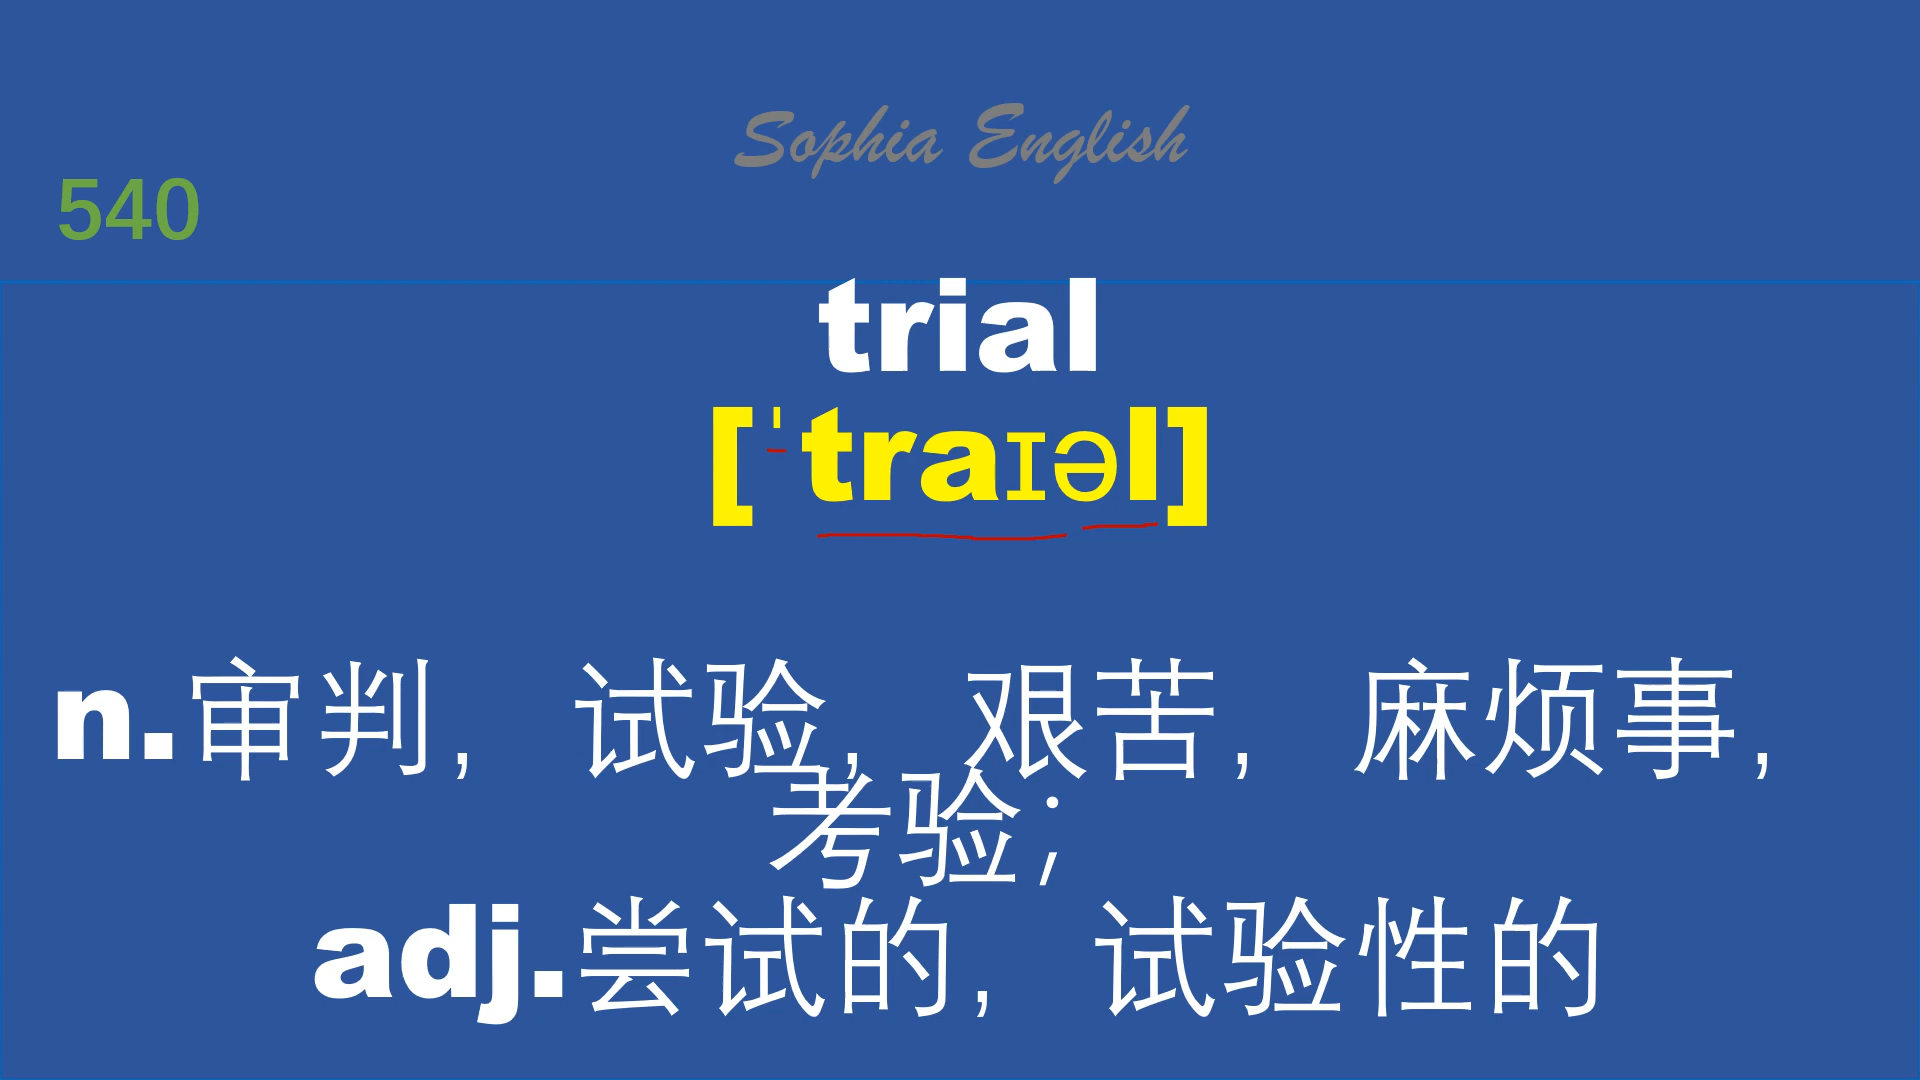 Sophia English
540
trial
[ˈtraɪəl]
n.审判, 试验, 艰苦, 麻烦事,
考验;
adj.尝试的, 试验性的